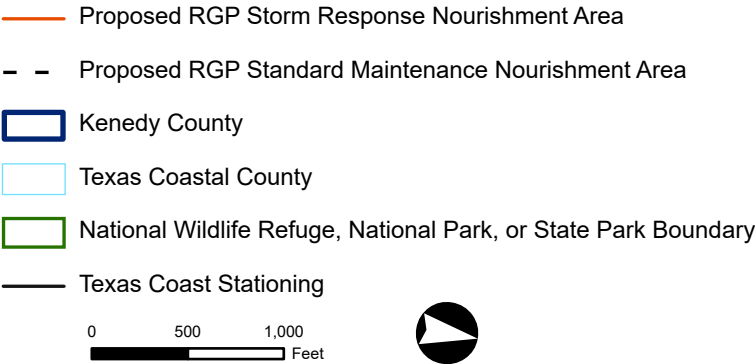 Proposed RGP Storm Response Nourishment Area
Proposed RGP Standard Maintenance Nourishment Area
Kenedy County
Texas Coastal County
National Wildlife Refuge, National Park, or State Park Boundary
Texas Coast Stationing
0 500 1,000
Feet